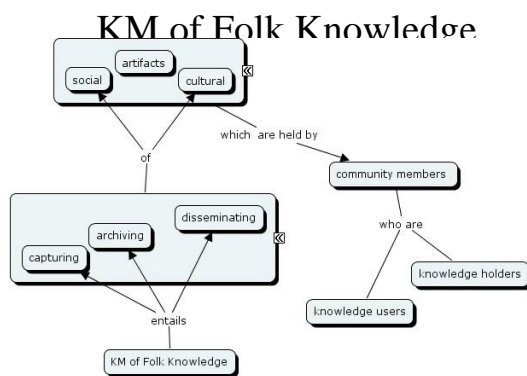 KM of Folk Knowledge
artifacts
social
cultural
which are held by
of
community members
disseminating
who are
archiving
capturing
knowledge holders
knowledge users
entails
KM of Folk Knowledge